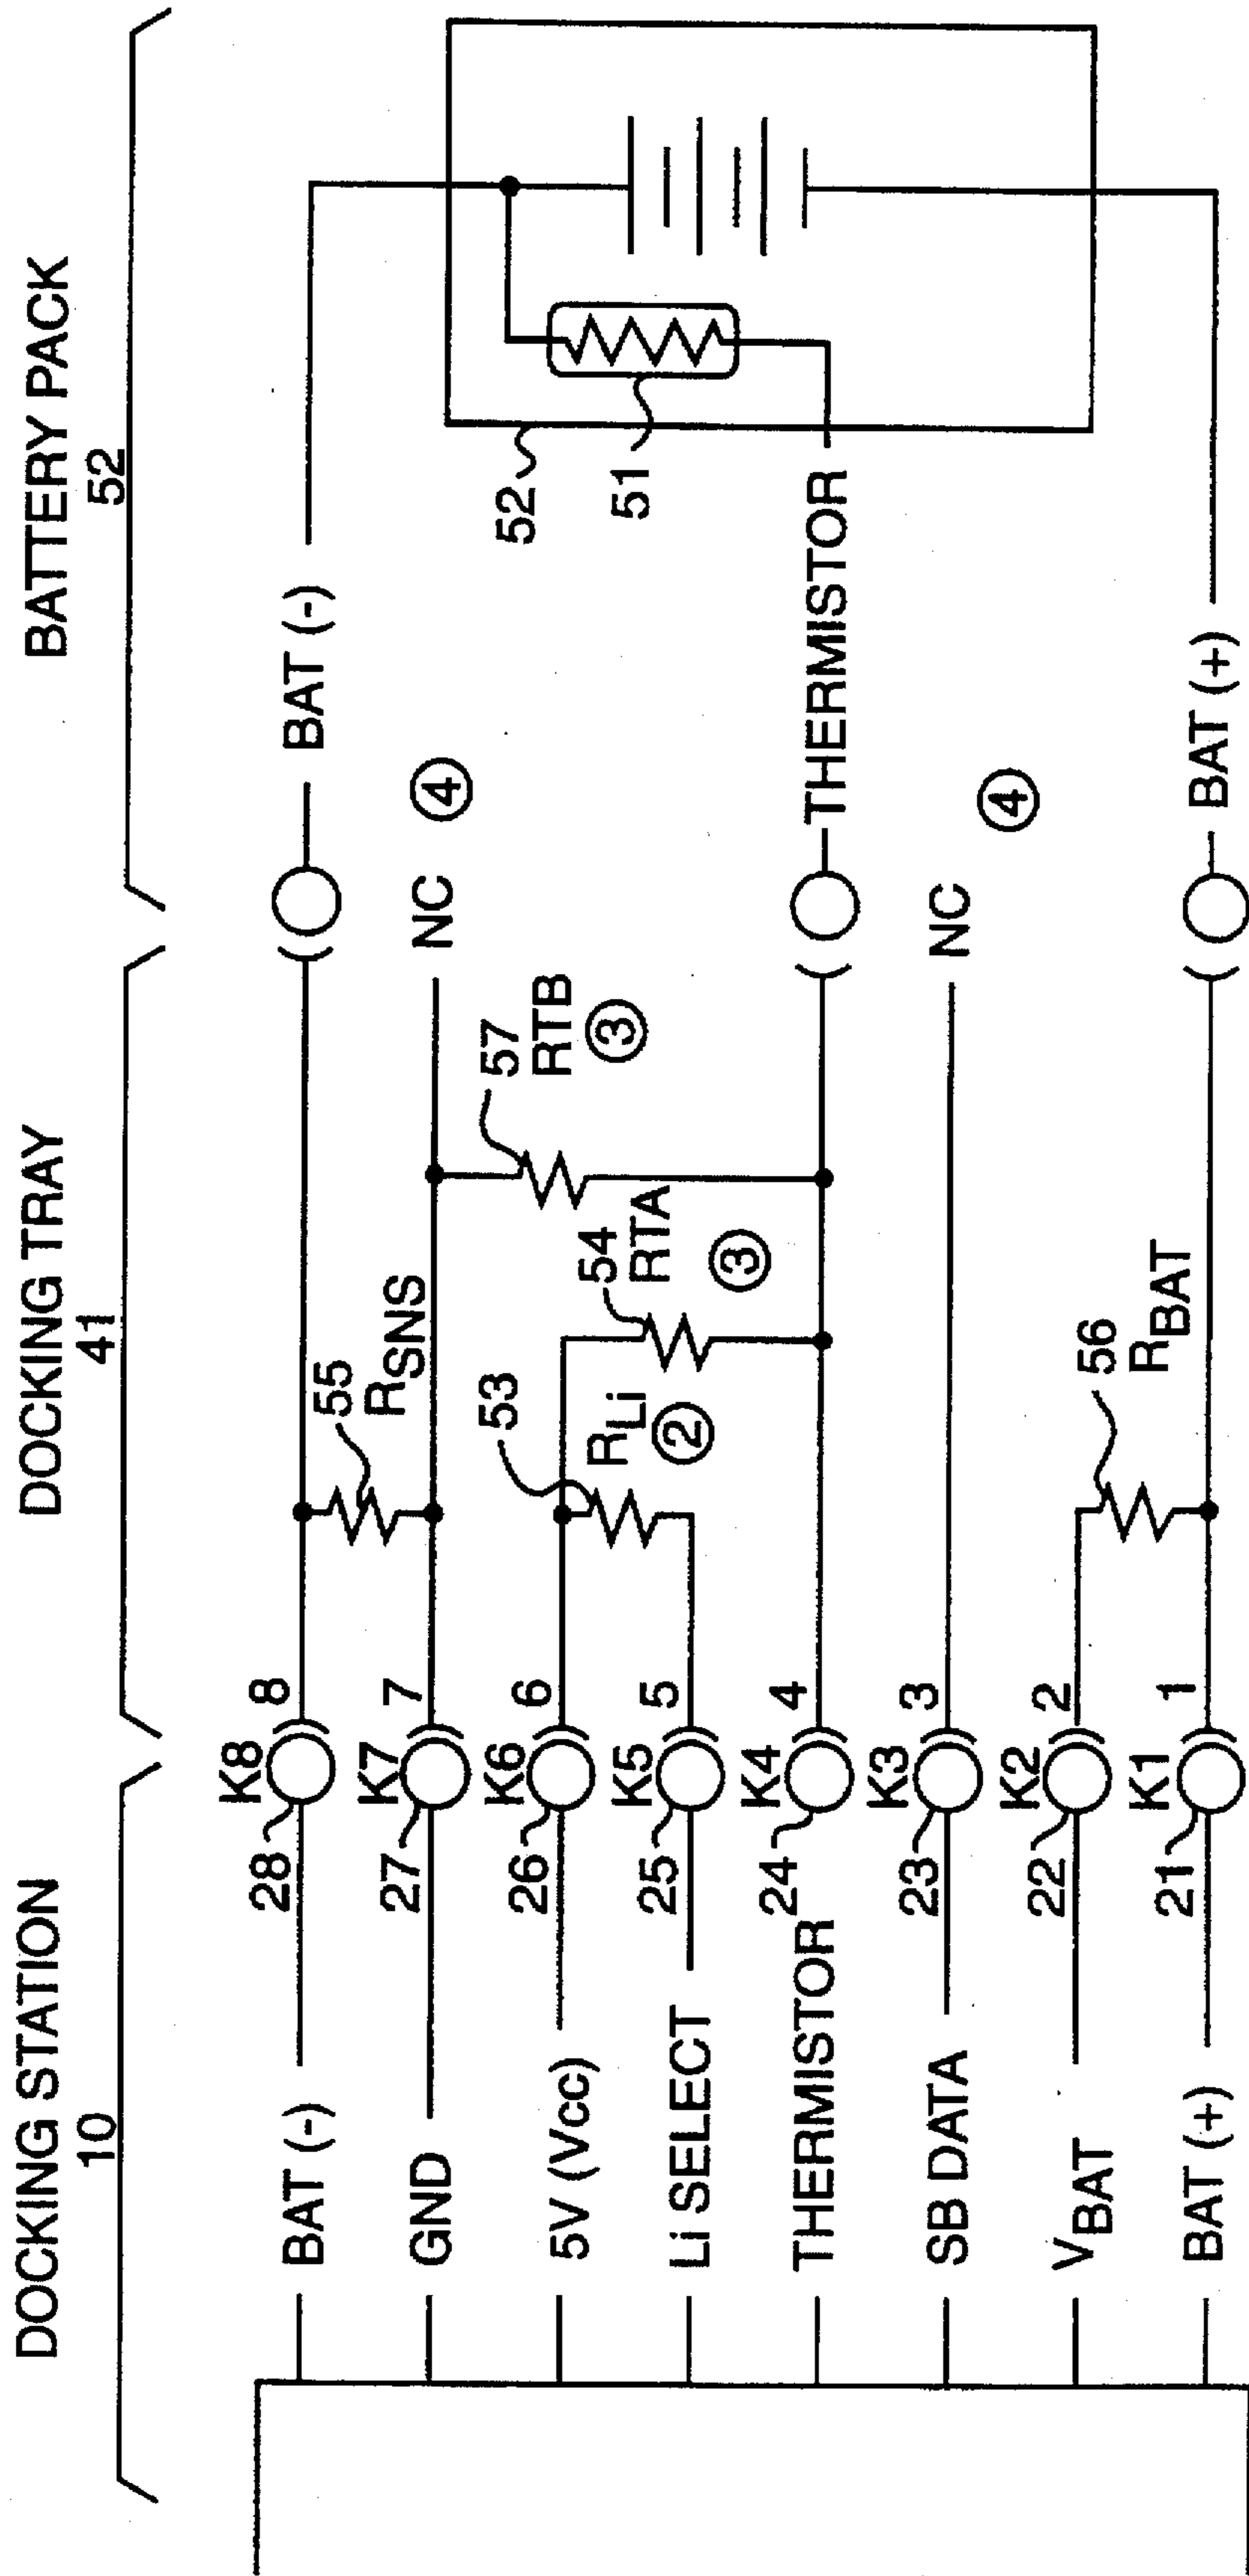 DOCKING STATION
10
DOCKING TRAY
41
BATTERY PACK
52
BAT (-)
28
K8
8
55
RSNS
BAT (-)
GND
27
K7
7
NC
④
57
RTB
③
5V (Vcc)
26
K6
6
53
RLi
②
54
RTA
③
52
51
Li SELECT
25
K5
5
THERMISTOR
24
K4
4
THERMISTOR
SB DATA
23
K3
3
NC
④
VBAT
22
K2
2
56
RBAT
BAT (+)
21
K1
1
BAT (+)